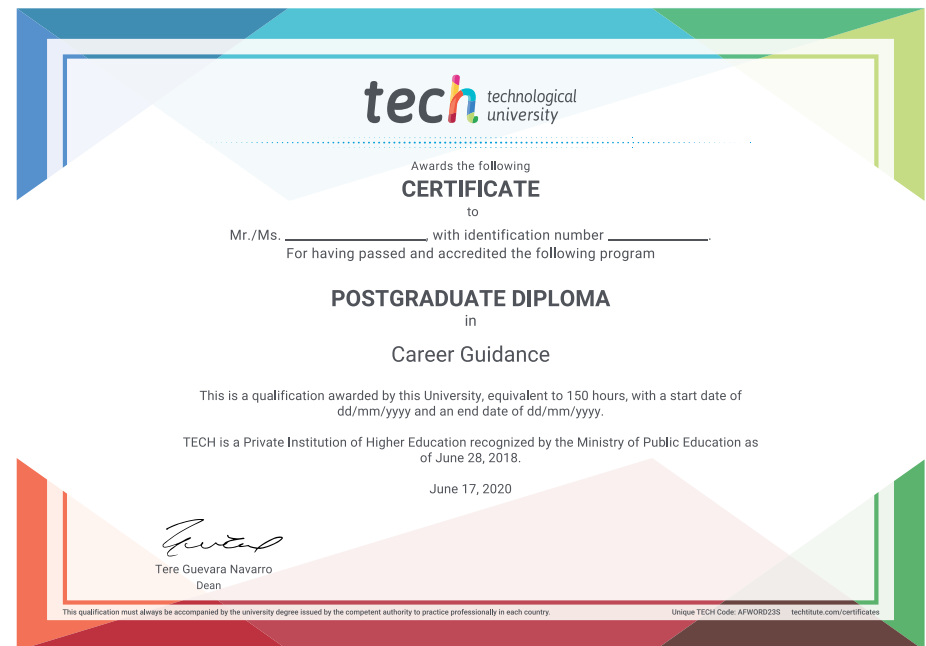 tech technological
university
Awards the following
CERTIFICATE
to
Mr./Ms. ____________________, with identification number ______________.
For having passed and accredited the following program
POSTGRADUATE DIPLOMA
in
Career Guidance
This is a qualification awarded by this University, equivalent to 150 hours, with a start date of
dd/mm/yyyy and an end date of dd/mm/yyyy.
TECH is a Private Institution of Higher Education recognized by the Ministry of Public Education as
of June 28, 2018.
June 17, 2020
Tere Guevara Navarro
Dean
This qualification must always be accompanied by the university degree issued by the competent authority to practice professionally in each country.
Unique TECH Code: AFWORD23S techtitute.com/certificates